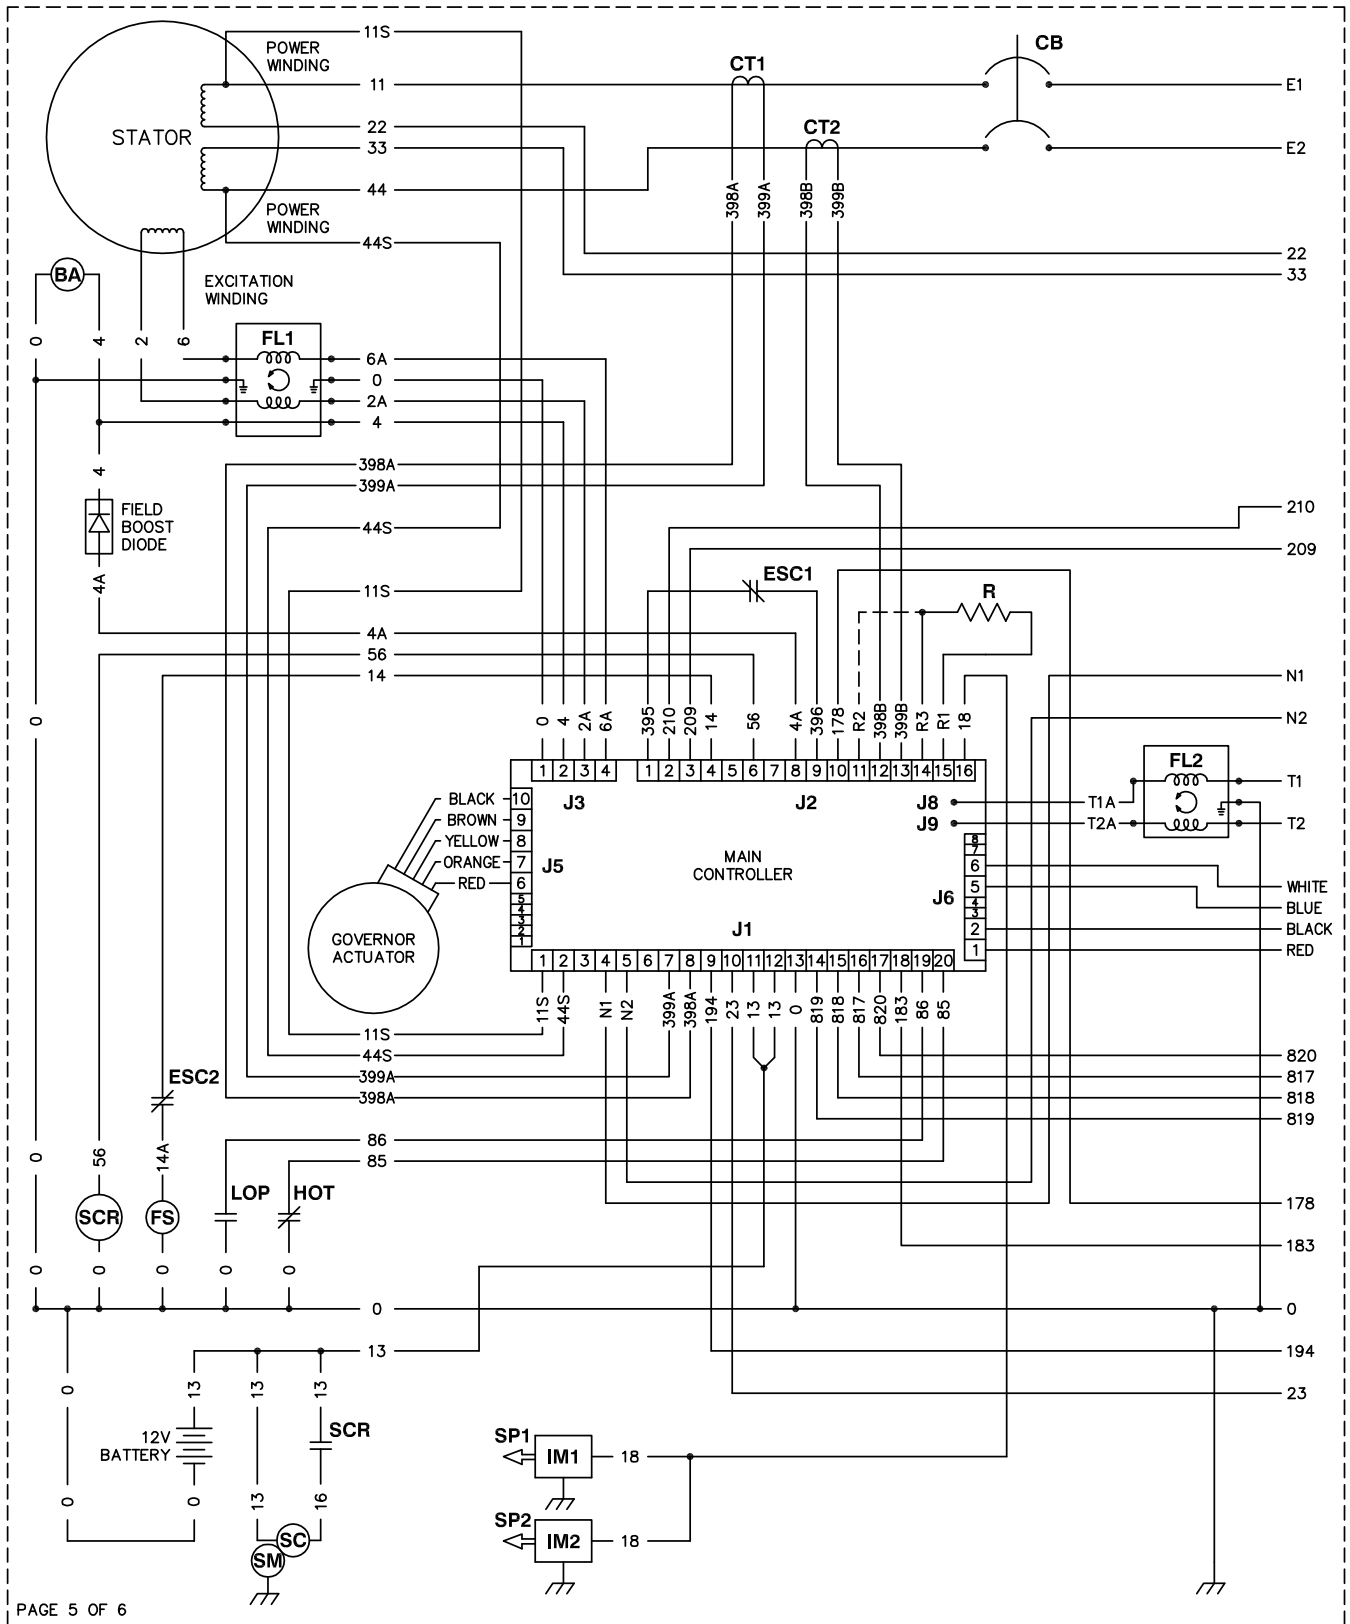 11S
POWER
WINDING
CB
CT1
11
E1
22
STATOR
CT2
33
E2
44
398A
399A
398B
399B
POWER
WINDING
44S
22
BA
33
EXCITATION
WINDING
0
4
2
6
FL1
6A
0
2A
4
398A
4
399A
210
FIELD
BOOST
DIODE
44S
209
ESC1
4A
11S
R
4A
56
14
N1
0
0
4
2A
6A
395
210
209
14
56
4A
396
178
R2
398B
399B
R3
R1
18
N2
1 2 3 4
1 2 3 4 5 6 7 8 9 10 11 12 13 14 15 16
FL2
T1
BLACK 10
J3
J2
J8
T1A
BROWN 9
J9
T2A
T2
YELLOW 8
8
7
ORANGE 7
J5
MAIN
CONTROLLER
6
RED 6
5
WHITE
5
4
3
2
1
J6
4
3
BLUE
J1
2
BLACK
GOVERNOR
ACTUATOR
1
RED
1 2 3 4 5 6 7 8 9 10 11 12 13 14 15 16 17 18 19 20
11S
44S
N1
N2
399A
398A
194
23
13
13
0
819
818
817
820
183
86
85
11S
44S
820
ESC2
399A
817
398A
818
819
86
0
56
14A
85
LOP
HOT
SCR
FS
178
183
0
0
0
0
0
0
0
13
194
0
13
13
13
23
12V
BATTERY
SCR
SP1
IM1
18
0
0
13
16
SP2
SC
IM2
18
SM
PAGE 5 OF 6